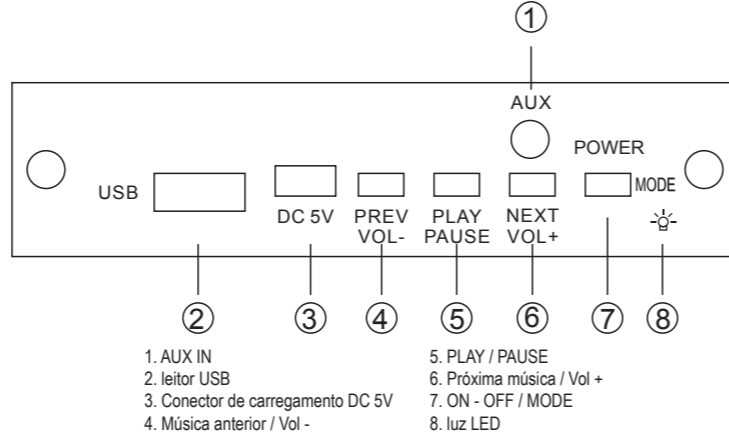 ①
AUX
POWER
USB
MODE
DC 5V
PREV
VOL-
PLAY
PAUSE
NEXT
VOL+
② ③ ④ ⑤ ⑥ ⑦ ⑧
1. AUX IN
2. leitor USB
3. Conector de carregamento DC 5V
4. Música anterior / Vol -
5. PLAY / PAUSE
6. Próxima música / Vol +
7. ON - OFF / MODE
8. luz LED